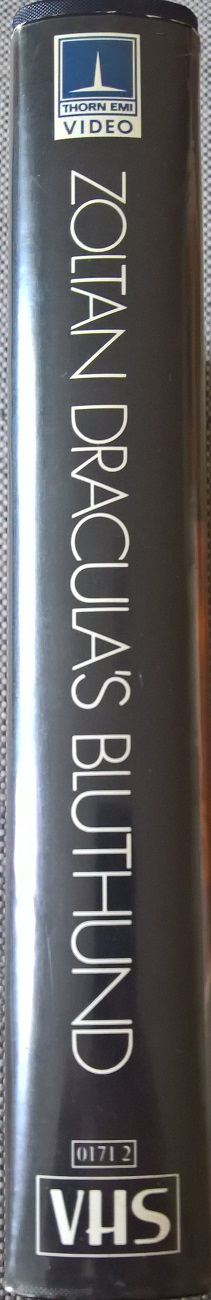 THORN EMI
VIDEO
ZOLTAN DRACULA'S BLUTHUND
0171 2
VHS